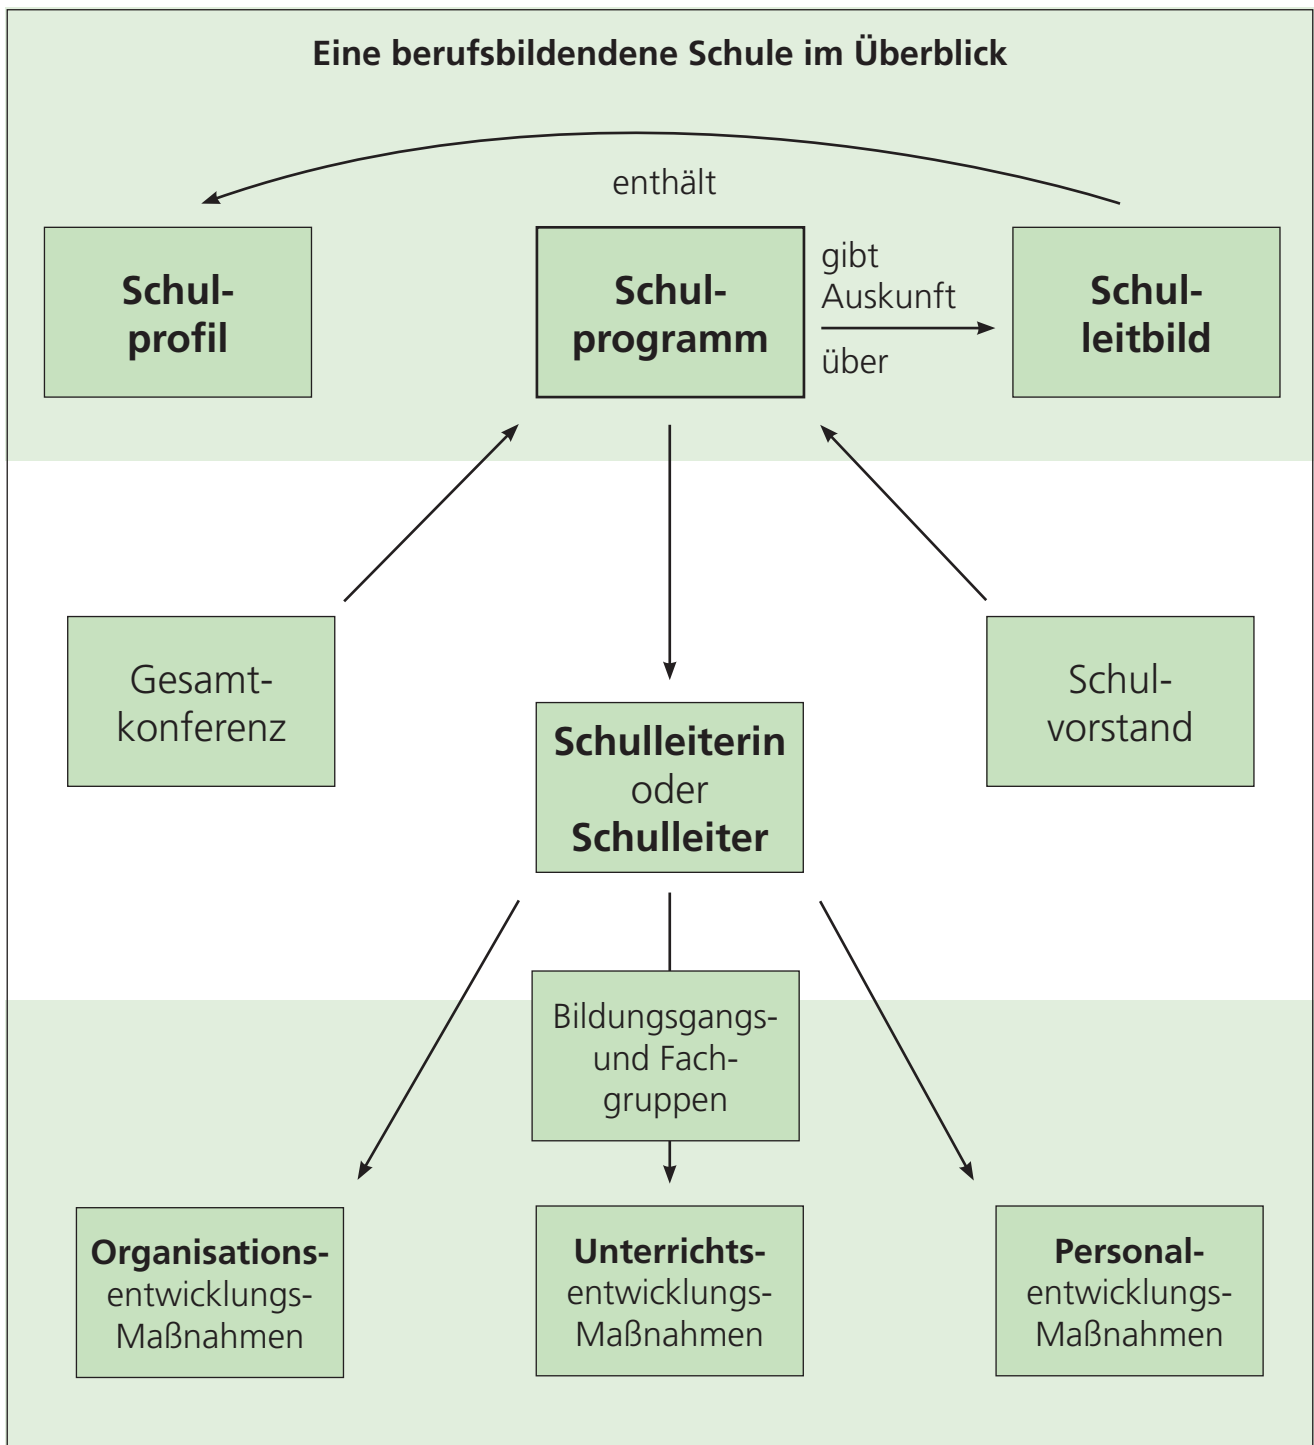 Eine berufsbildendene Schule im Überblick
enthält
Schul-
profil
Schul-
programm
gibt
Auskunft
über
Schul-
leitbild
Gesamt-
konferenz
Schul-
vorstand
Schulleiterin
oder
Schulleiter
Bildungsgangs-
und Fach-
gruppen
Organisations-
entwicklungs-
Maßnahmen
Unterrichts-
entwicklungs-
Maßnahmen
Personal-
entwicklungs-
Maßnahmen